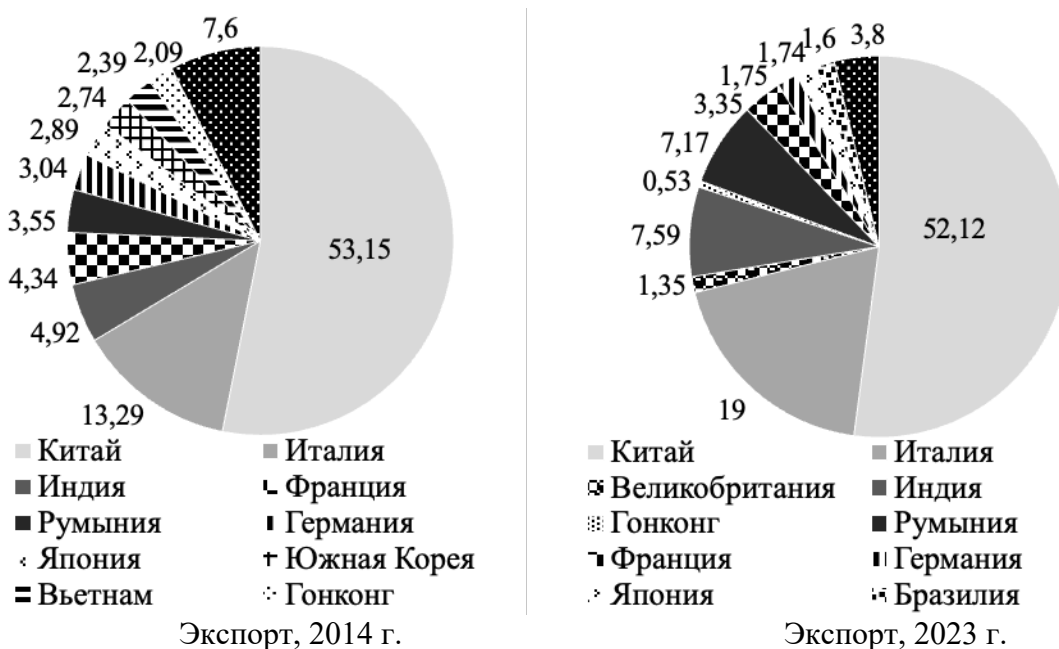 7,6
2,09
2,39
2,74
2,89
3,04
3,55
4,34
4,92
13,29
53,15
Китай
Италия
Индия
Франция
Румыния
Германия
Япония
Южная Корея
Вьетнам
Гонконг
Экспорт, 2014 г.
3,8
1,6
1,74
1,75
3,35
7,17
0,53
7,59
1,35
19
52,12
Китай
Италия
Великобритания
Индия
Гонконг
Румыния
Франция
Германия
Япония
Бразилия
Экспорт, 2023 г.